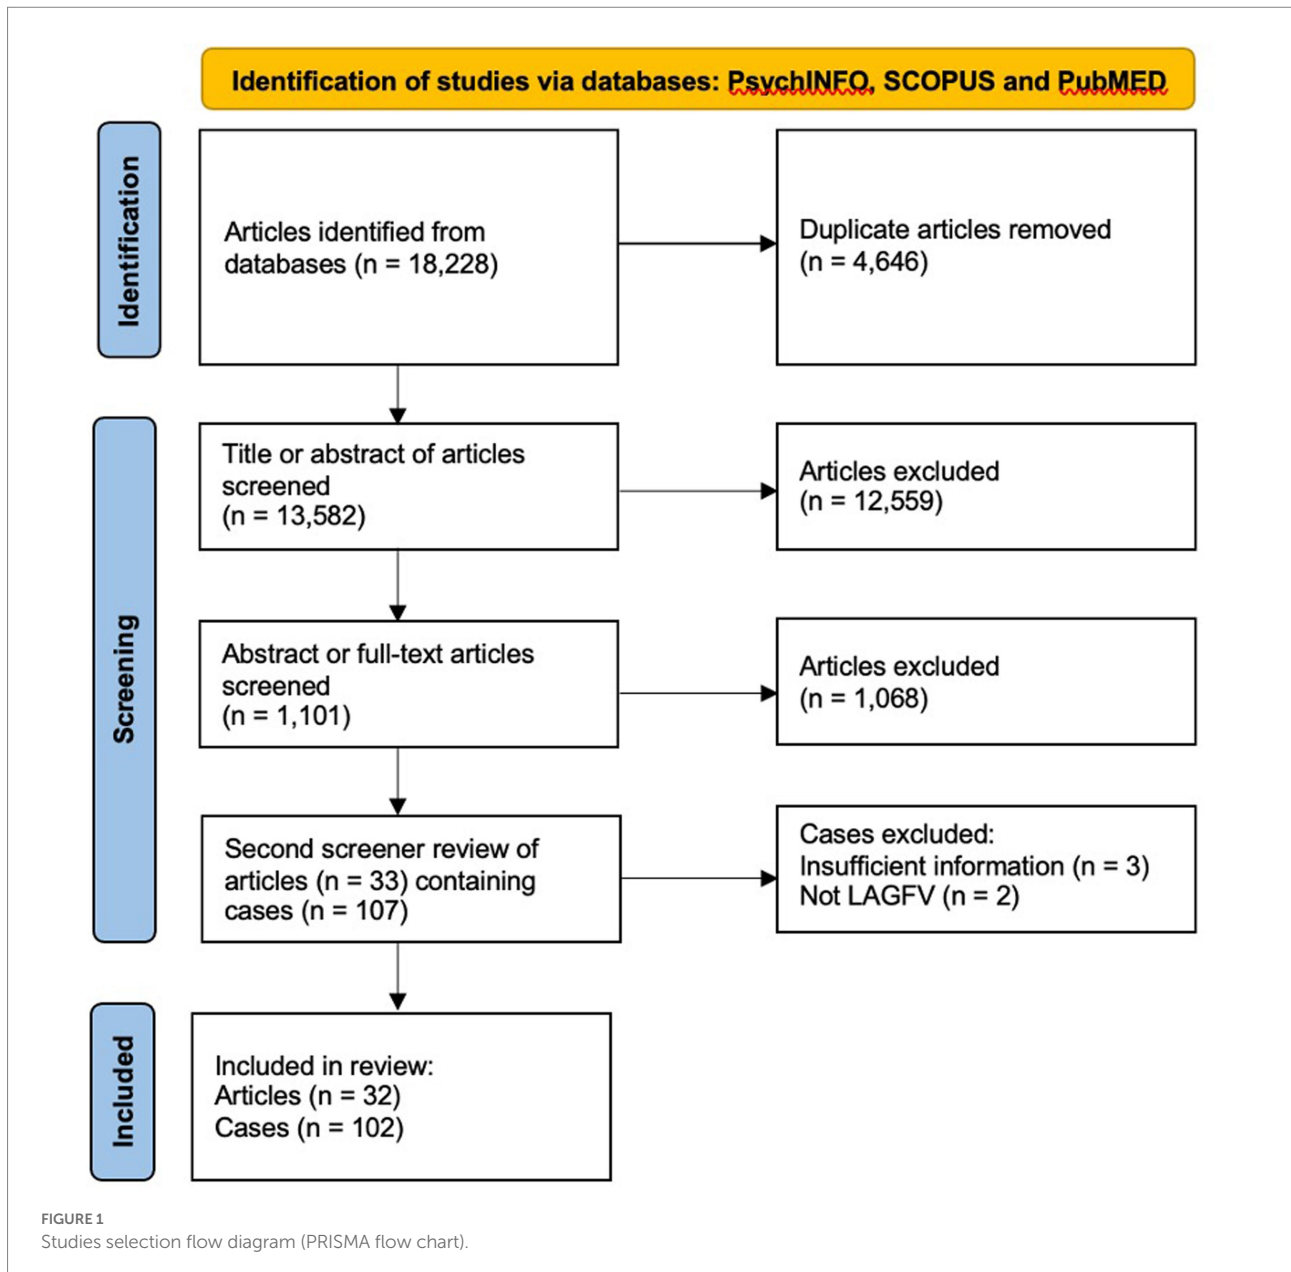 Identification of studies via databases: PsychINFO, SCOPUS and PubMED
Identification
Articles identified from
databases (n = 18,228)
Duplicate articles removed
(n = 4,646)
Screening
Title or abstract of articles
screened
(n = 13,582)
Articles excluded
(n = 12,559)
Abstract or full-text articles
screened
(n = 1,101)
Articles excluded
(n = 1,068)
Second screener review of
articles (n = 33) containing
cases (n = 107)
Cases excluded:
Insufficient information (n = 3)
Not LAGFV (n = 2)
Included
Included in review:
Articles (n = 32)
Cases (n = 102)
FIGURE 1
Studies selection flow diagram (PRISMA flow chart).